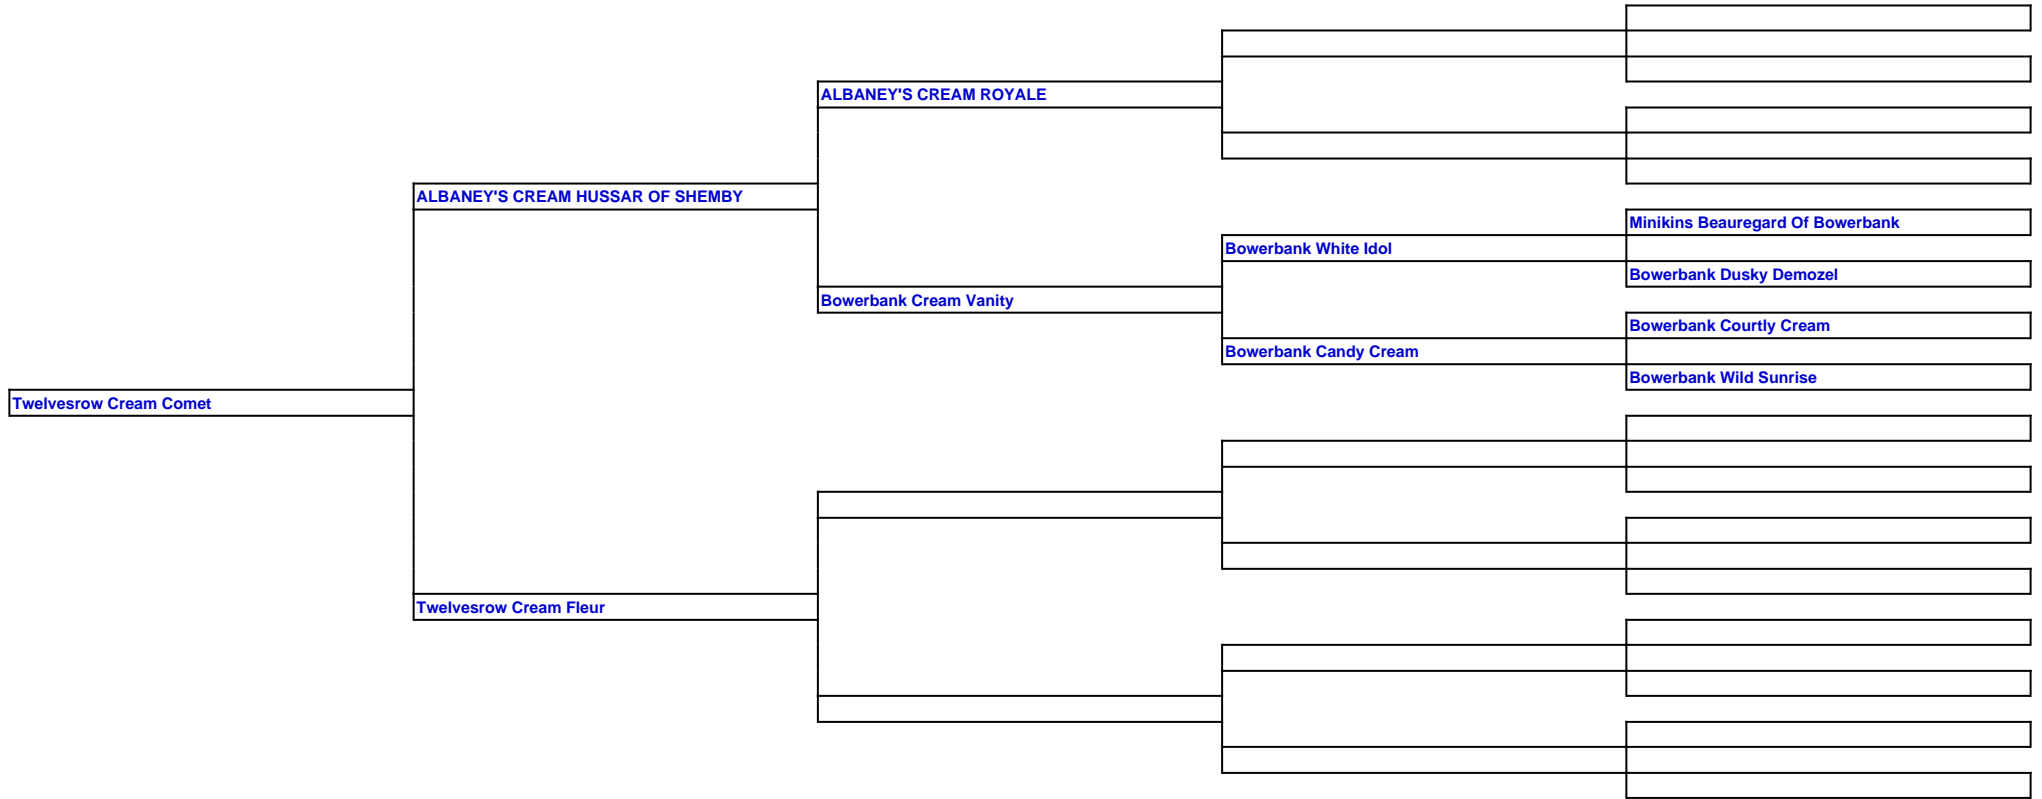 ALBANEY'S CREAM ROYALE
ALBANEY'S CREAM HUSSAR OF SHEMBY
Minikins Beauregard Of Bowerbank
Bowerbank White Idol
Bowerbank Dusky Demozel
Bowerbank Cream Vanity
Bowerbank Courtly Cream
Bowerbank Candy Cream
Bowerbank Wild Sunrise
Twelvesrow Cream Comet
Twelvesrow Cream Fleur